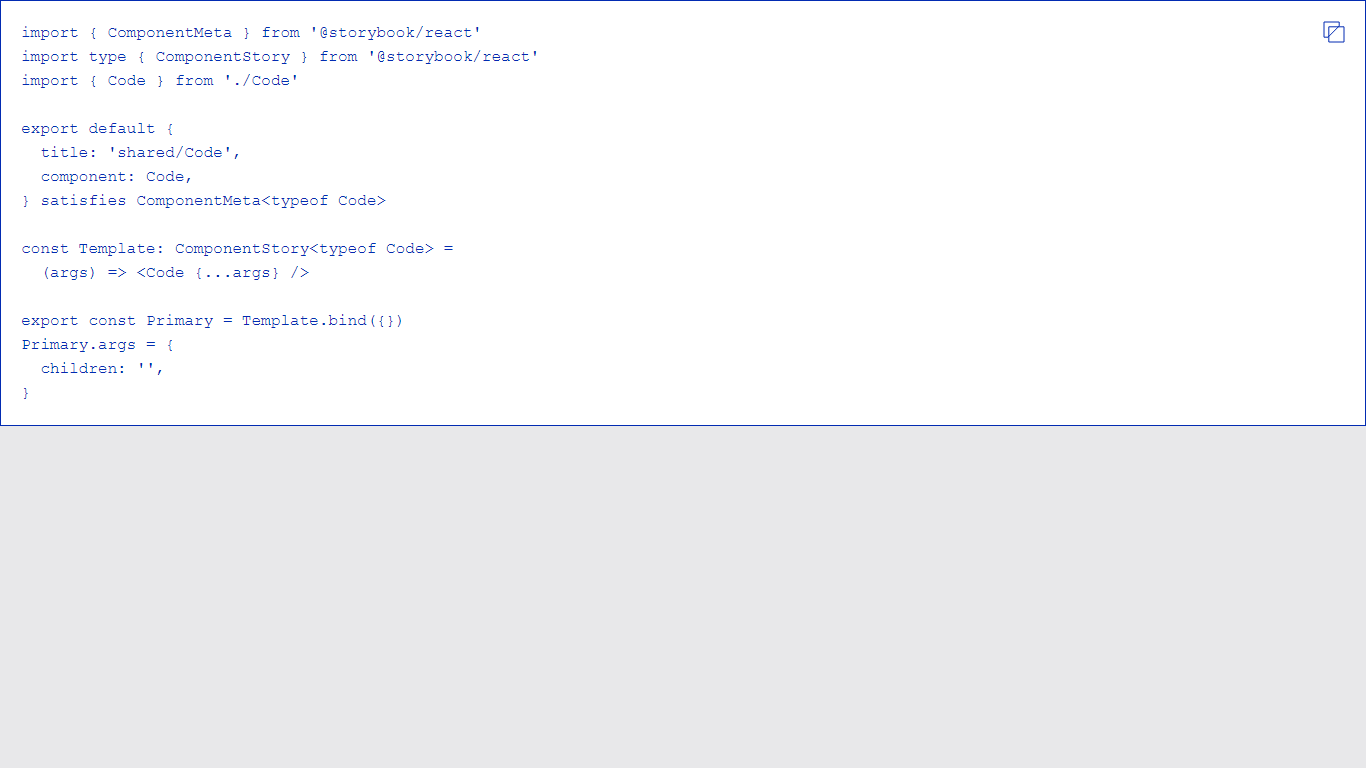 import { ComponentMeta } from '@storybook/react'
import type { ComponentStory } from '@storybook/react'
import { Code } from './Code'

export default {
  title: 'shared/Code',
  component: Code,
} satisfies ComponentMeta<typeof Code>

const Template: ComponentStory<typeof Code> =
  (args) => <Code {...args} />

export const Primary = Template.bind({})
Primary.args = {
  children: '',
}